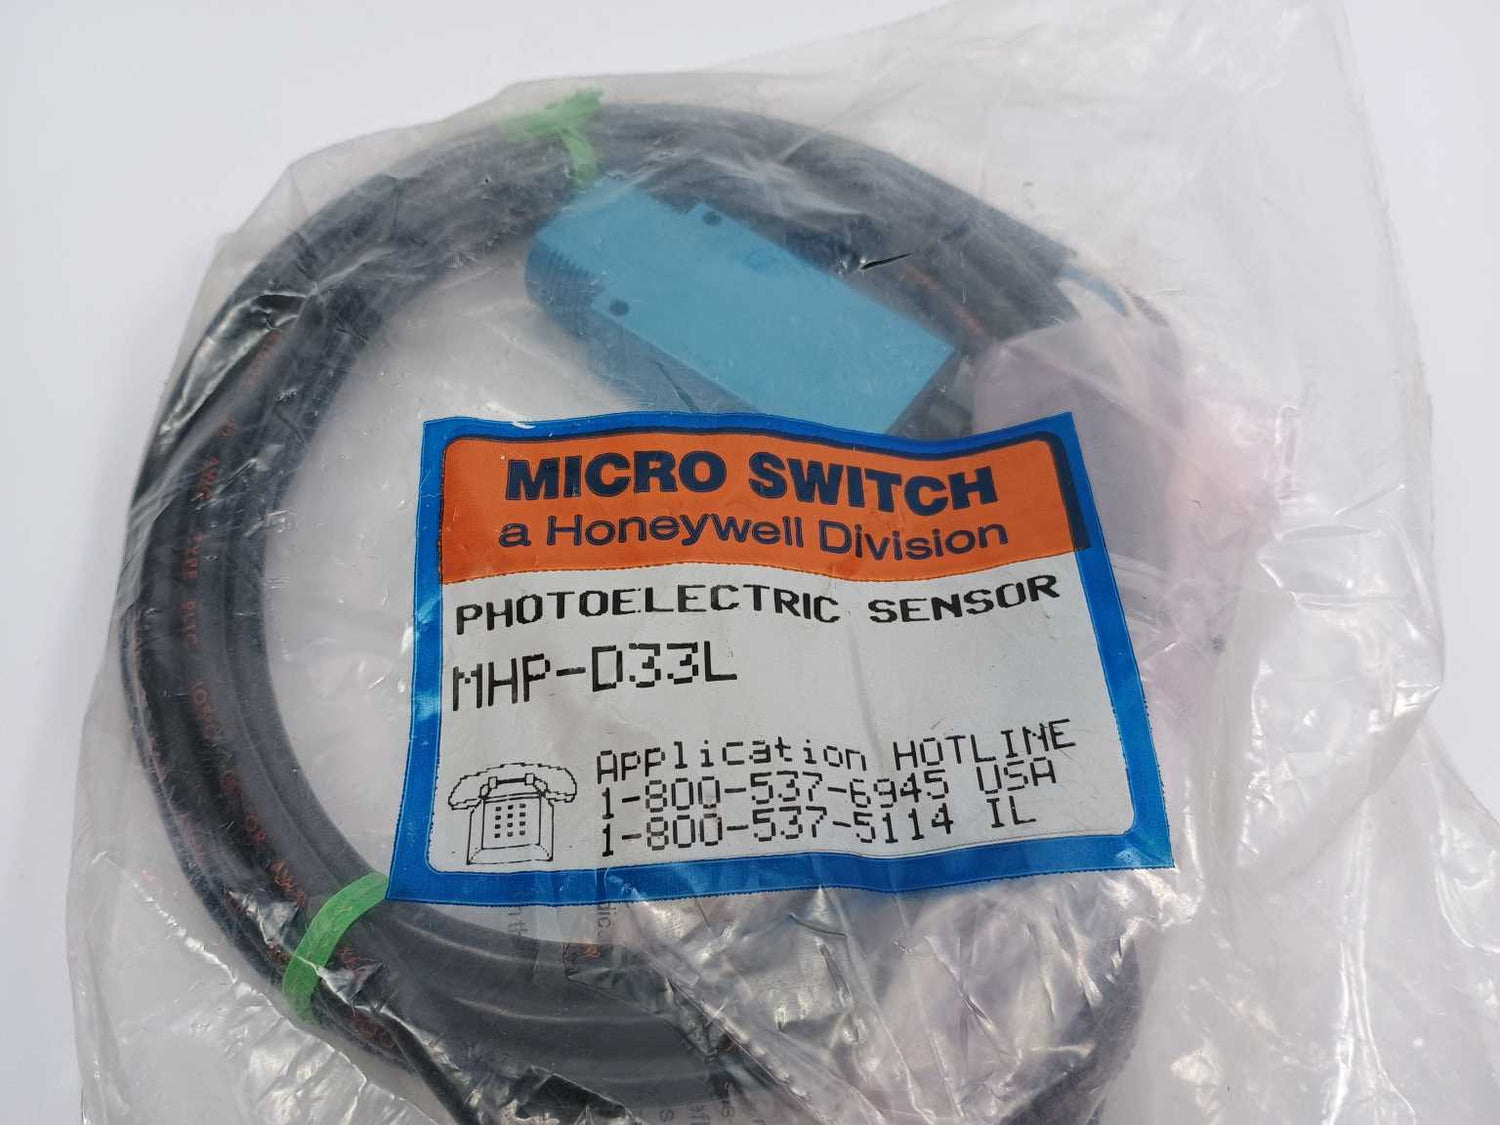 MICRO SWITCH
a Honeywell Division
PHOTOELECTRIC SENSOR
MHP-D33L
Application HOTLINE
1-800-537-6945 USA
1-800-537-5114 IL